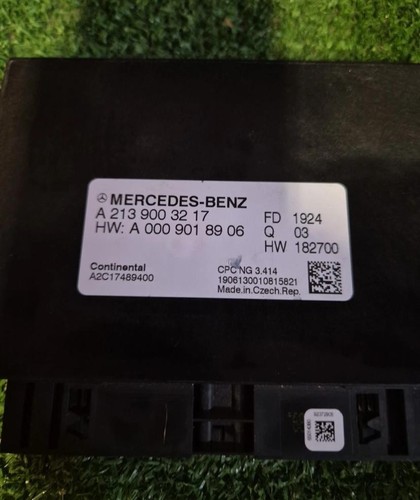 MERCEDES-BENZ
A 213 900 32 17
HW: A 000 901 89 06
FD 1924
Q 03
HW 182700
Continental
A2C17489400
CPC NG 3.414
1906130010815821
Made in Czech.Rep.